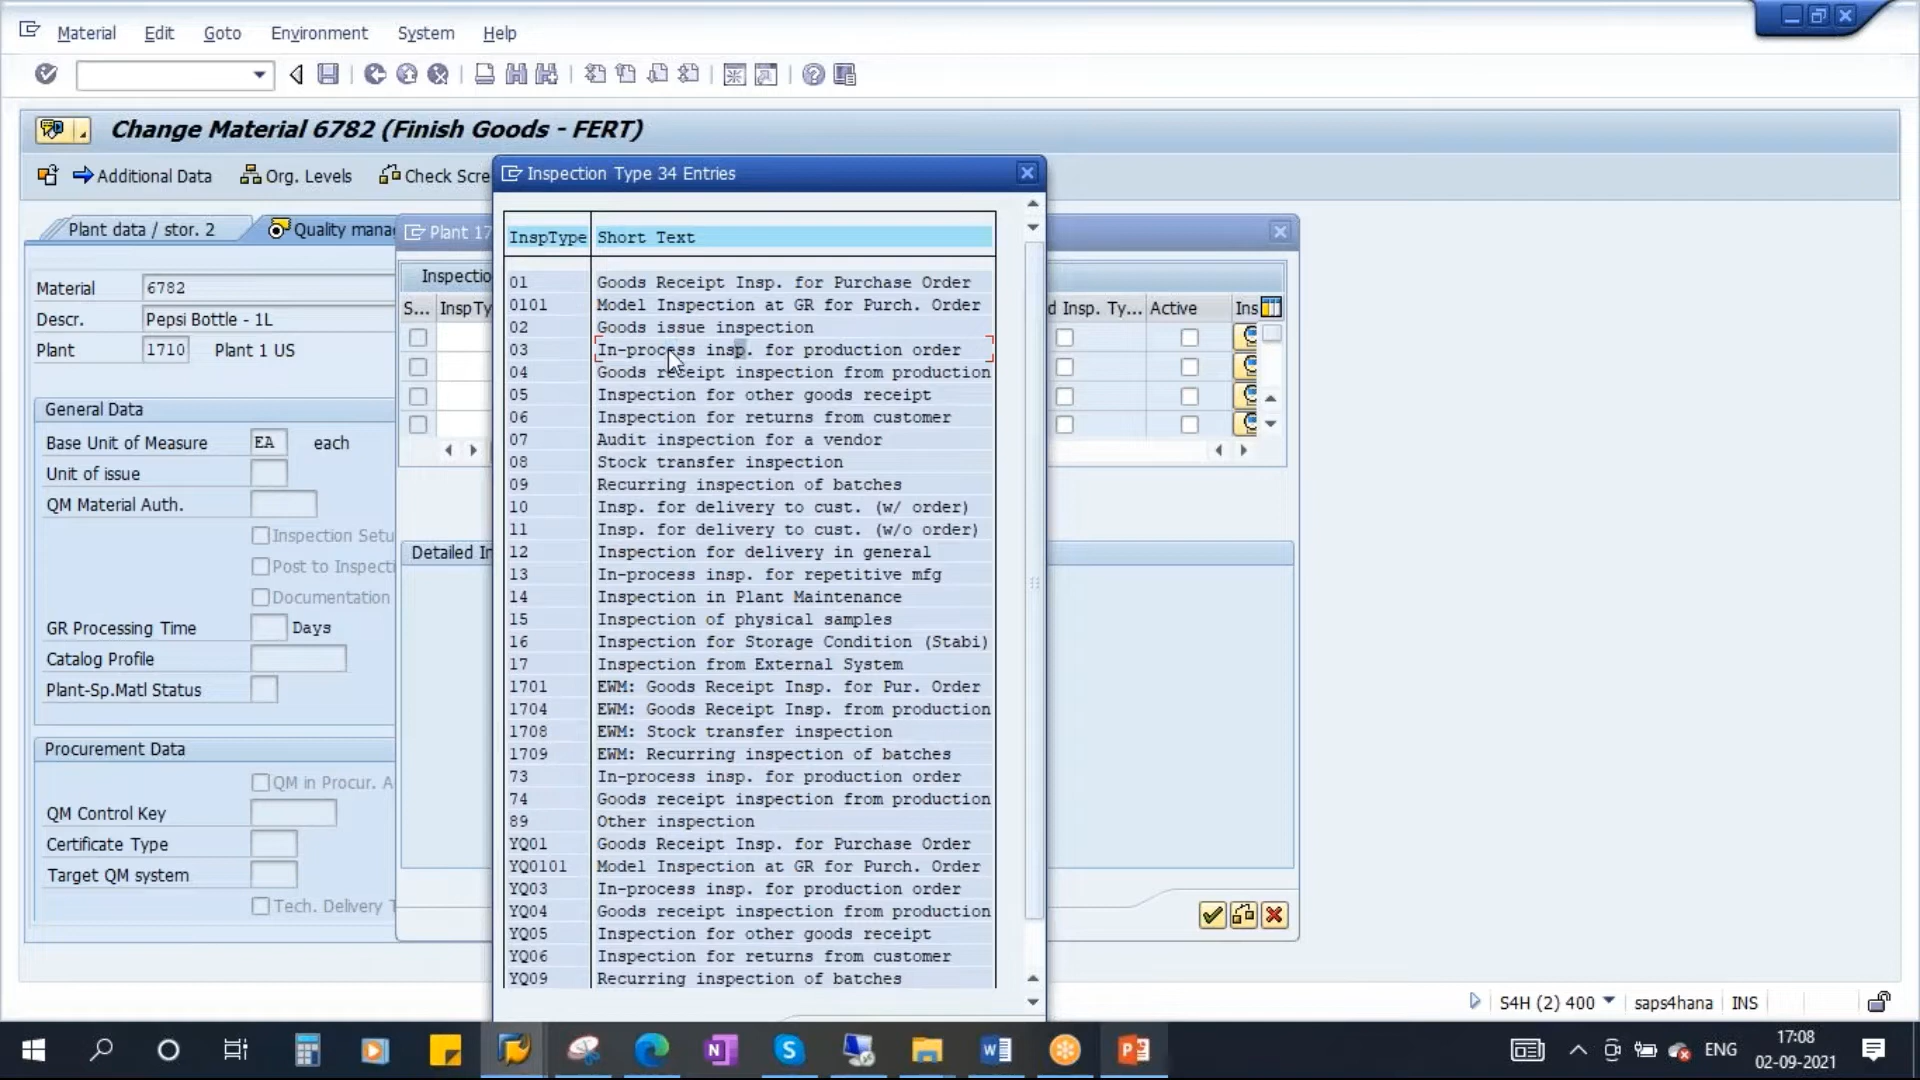 Material Edit Goto Environment System Help
Change Material 6782 (Finish Goods - FERT)
Additional Data Org. Levels Check Scre
Plant data / stor. 2 Quality mana
Material 6782
Descr. Pepsi Bottle - 1L
Plant 1710 Plant 1 US
General Data
Base Unit of Measure EA each
Unit of issue
QM Material Auth.
Inspection Setu
Post to Inspecti
Documentation
GR Processing Time Days
Catalog Profile
Plant-Sp.Matl Status
Procurement Data
QM in Procur. A
QM Control Key
Certificate Type
Target QM system
Tech. Delivery T
Plant 17
Inspectio
S... InspTy
d Insp. Ty... Active Ins
Detailed In
Inspection Type 34 Entries
InspType Short Text
01 Goods Receipt Insp. for Purchase Order
0101 Model Inspection at GR for Purch. Order
02 Goods issue inspection
03 In-process insp. for production order
04 Goods receipt inspection from production
05 Inspection for other goods receipt
06 Inspection for returns from customer
07 Audit inspection for a vendor
08 Stock transfer inspection
09 Recurring inspection of batches
10 Insp. for delivery to cust. (w/ order)
11 Insp. for delivery to cust. (w/o order)
12 Inspection for delivery in general
13 In-process insp. for repetitive mfg
14 Inspection in Plant Maintenance
15 Inspection of physical samples
16 Inspection for Storage Condition (Stabi)
17 Inspection from External System
1701 EWM: Goods Receipt Insp. for Pur. Order
1704 EWM: Goods Receipt Insp. from production
1708 EWM: Stock transfer inspection
1709 EWM: Recurring inspection of batches
73 In-process insp. for production order
74 Goods receipt inspection from production
89 Other inspection
YQ01 Goods Receipt Insp. for Purchase Order
YQ0101 Model Inspection at GR for Purch. Order
YQ03 In-process insp. for production order
YQ04 Goods receipt inspection from production
YQ05 Inspection for other goods receipt
YQ06 Inspection for returns from customer
YQ09 Recurring inspection of batches
S4H (2) 400 saps4hana INS
ENG 17:08
02-09-2021